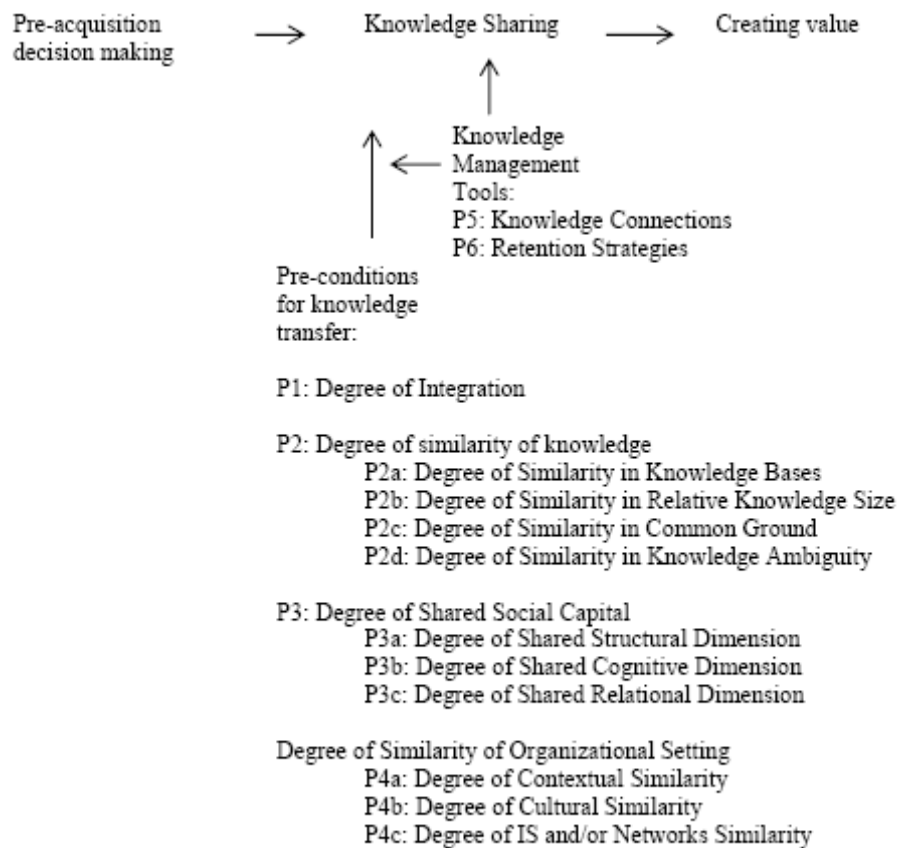 Pre-acquisition
decision making
Knowledge Sharing
Creating value
Knowledge
Management
Tools:
P5: Knowledge Connections
P6: Retention Strategies
Pre-conditions
for knowledge
transfer:
P1: Degree of Integration
P2: Degree of similarity of knowledge
P2a: Degree of Similarity in Knowledge Bases
P2b: Degree of Similarity in Relative Knowledge Size
P2c: Degree of Similarity in Common Ground
P2d: Degree of Similarity in Knowledge Ambiguity
P3: Degree of Shared Social Capital
P3a: Degree of Shared Structural Dimension
P3b: Degree of Shared Cognitive Dimension
P3c: Degree of Shared Relational Dimension
Degree of Similarity of Organizational Setting
P4a: Degree of Contextual Similarity
P4b: Degree of Cultural Similarity
P4c: Degree of IS and/or Networks Similarity